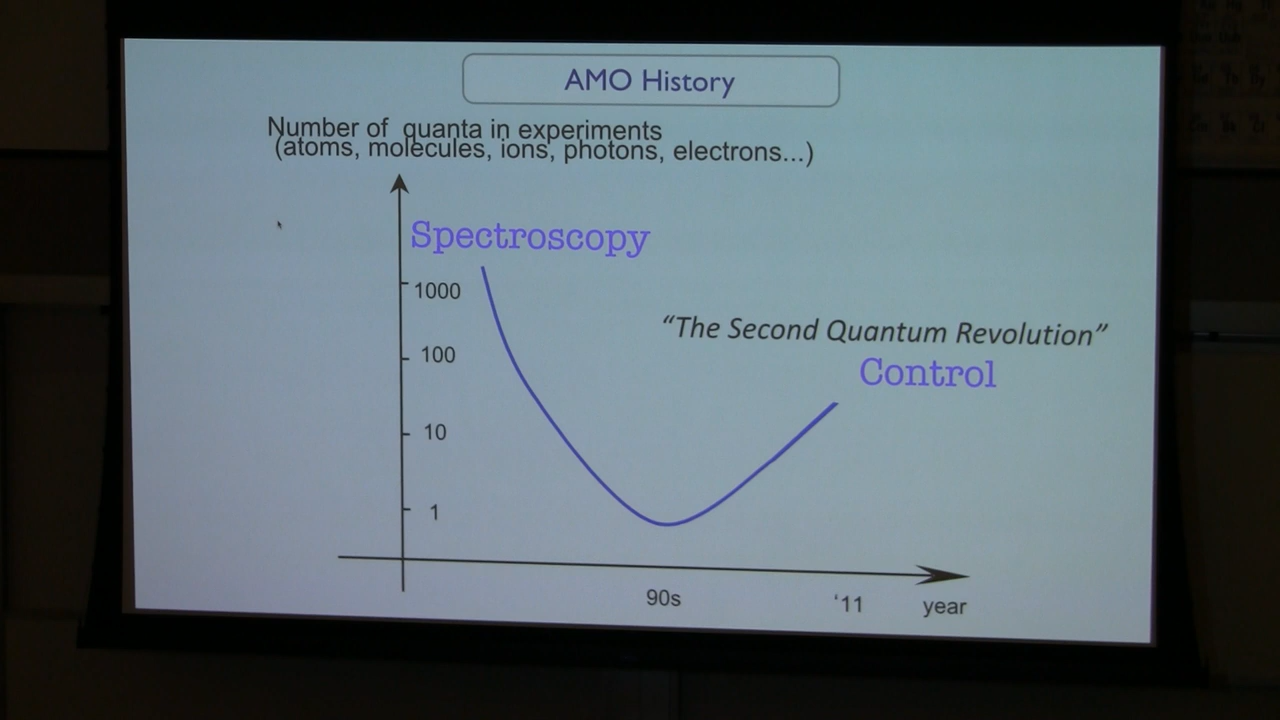 AMO History
Number of quanta in experiments
(atoms, molecules, ions, photons, electrons...)
Spectroscopy
1000
"The Second Quantum Revolution"
100
Control
10
1
90s
'11
year